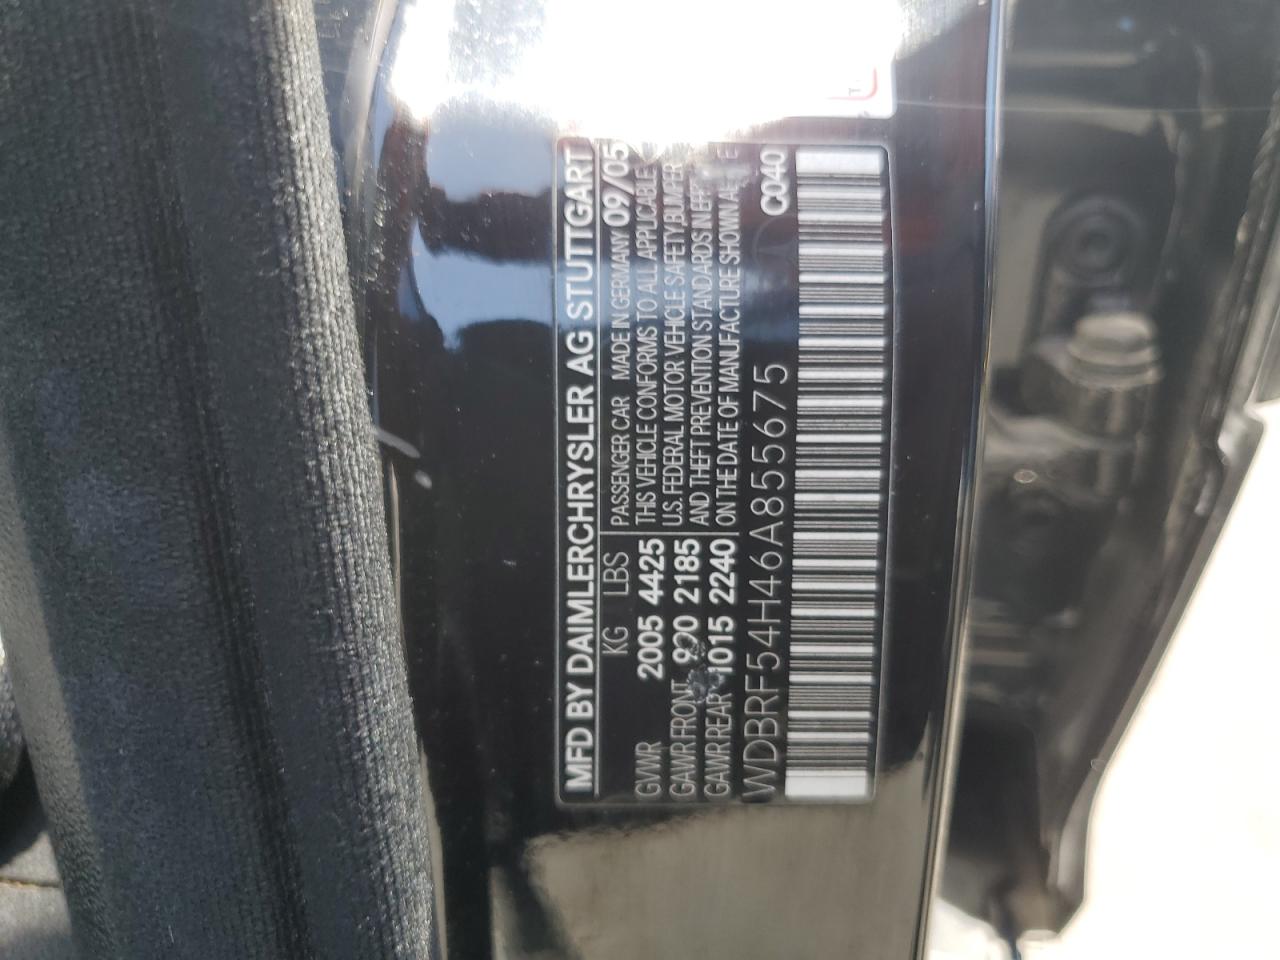 MFD BY DAIMLERCHRYSLER AG STUTTGART
KG LBS
GVWR 2005 4425
GAWR FRONT 2185
GAWR REAR 1015 2240
PASSENGER CAR MADE IN GERMANY 09/05
THIS VEHICLE CONFORMS TO ALL APPLICABLE
U.S. FEDERAL MOTOR VEHICLE SAFETY, BUMPER
AND THEFT PREVENTION STANDARDS IN
ON THE DATE OF MANUFACTURE SHOWN
WDBRF54H46A855675
C040